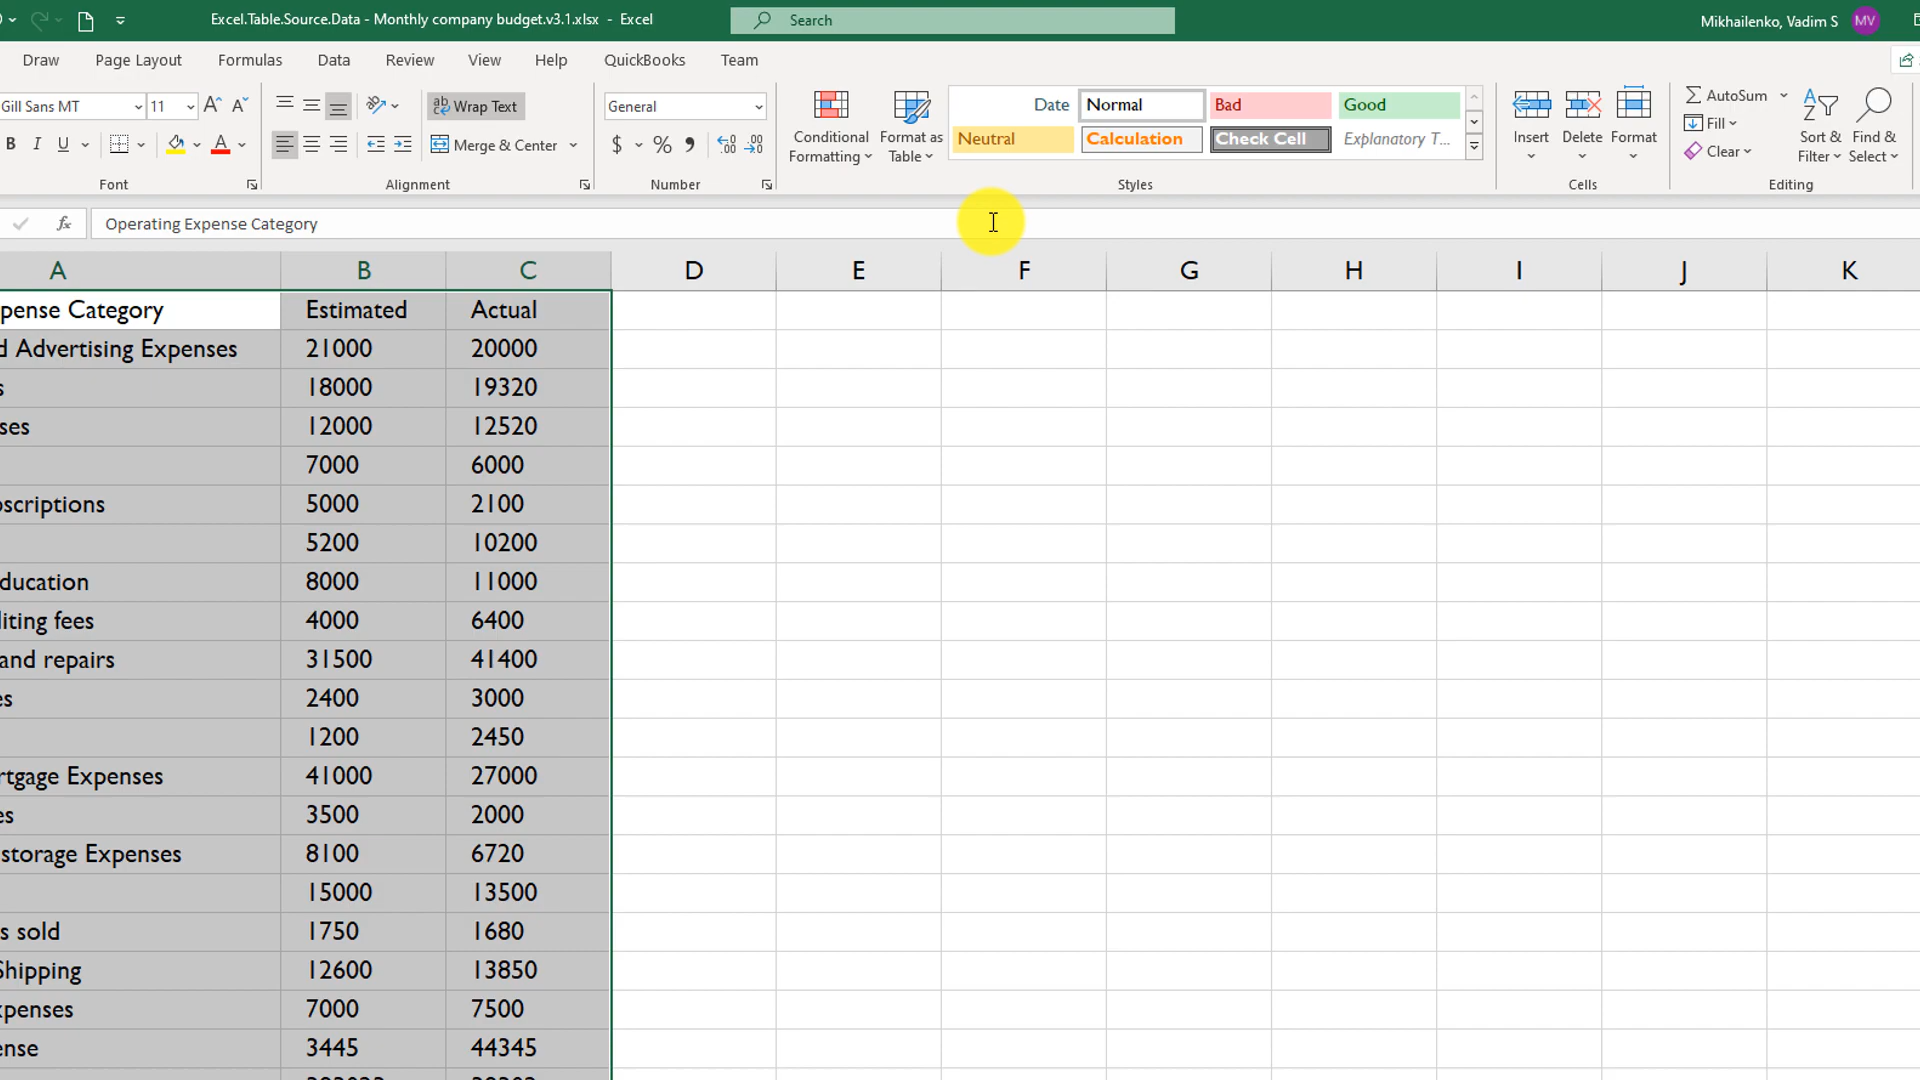 Excel.Table.Source.Data - Monthly company budget.v3.1.xlsx - Excel
Search
Mikhailenko, Vadim S MV
Draw Page Layout Formulas Data Review View Help QuickBooks Team
Gill Sans MT 11 A^ A
ab Wrap Text
General
Conditional Formatting
Format as Table
Date Normal Bad Good
Neutral Calculation Check Cell Explanatory T...
Insert Delete Format
AutoSum
Fill
Clear
Sort & Filter
Find & Select
B I U A
Merge & Center
$ % 9
Font Alignment Number Styles Cells Editing
fx Operating Expense Category
A B C D E F G H I J K
pense Category Estimated Actual
d Advertising Expenses 21000 20000
s 18000 19320
ses 12000 12520
7000 6000
oscriptions 5000 2100
5200 10200
ducation 8000 11000
liting fees 4000 6400
and repairs 31500 41400
es 2400 3000
1200 2450
rtgage Expenses 41000 27000
es 3500 2000
storage Expenses 8100 6720
15000 13500
s sold 1750 1680
Shipping 12600 13850
xpenses 7000 7500
ense 3445 44345